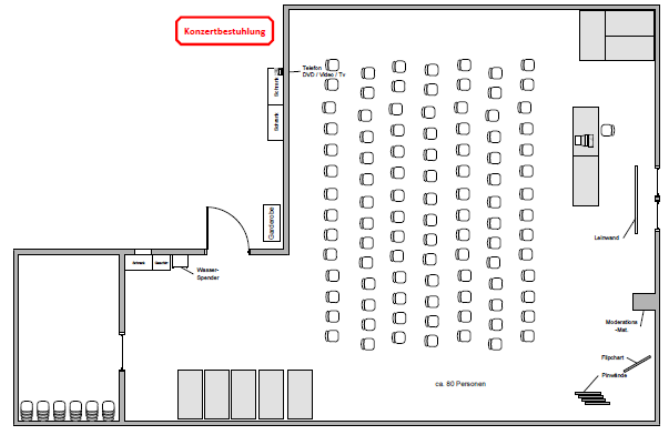 Konzertbestuhlung
Telefon
DVD / Video / Tv
Schrank
Schrank
Garderobe
Leinwand
Wasser-
Spender
Moderations
-Mat.
Flipchart
Pinwände
ca. 80 Personen